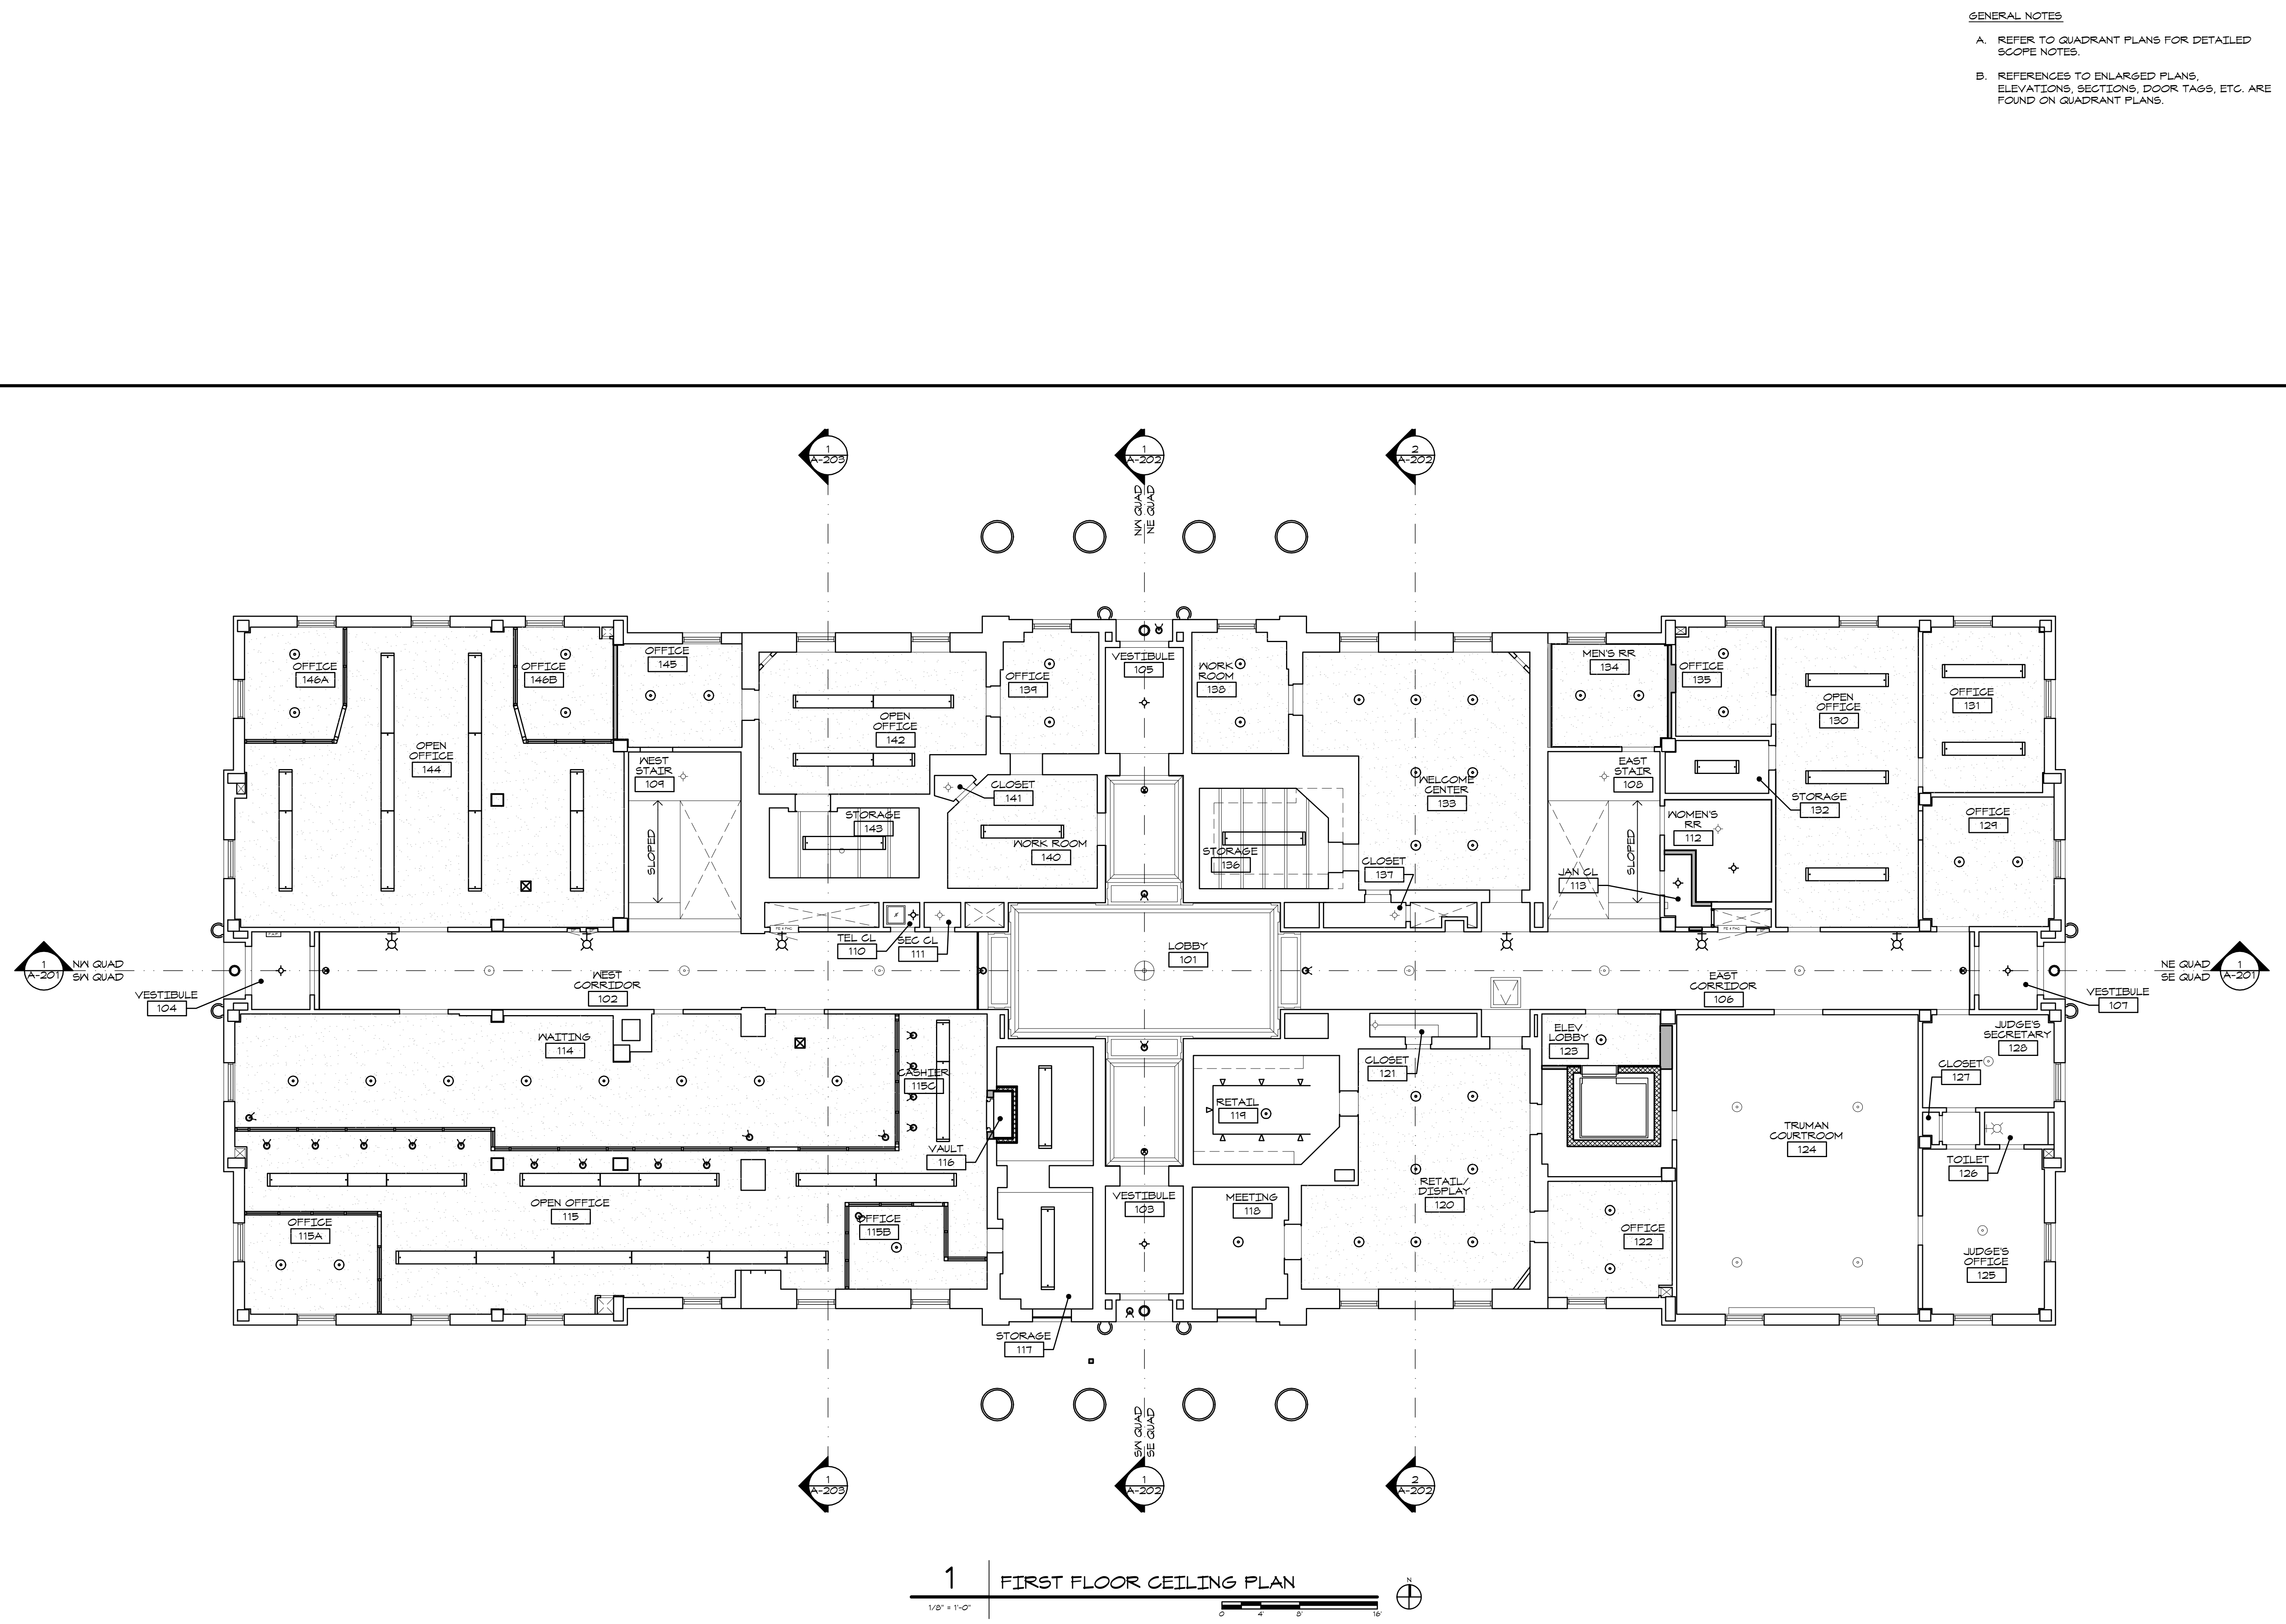 GENERAL NOTES
A. REFER TO QUADRANT PLANS FOR DETAILED
SCOPE NOTES.
B. REFERENCES TO ENLARGED PLANS,
ELEVATIONS, SECTIONS, DOOR TAGS, ETC. ARE
FOUND ON QUADRANT PLANS.
1
A-203
1
A-202
2
A-202
NW QUAD
NE QUAD
OFFICE
146A
OFFICE
146B
OFFICE
145
OPEN
OFFICE
144
WEST
STAIR
109
SLOPED
OPEN
OFFICE
142
STORAGE
143
OFFICE
139
CLOSET
141
WORK ROOM
140
VESTIBULE
105
WORK
ROOM
138
STORAGE
136
WELCOME
CENTER
133
CLOSET
137
MEN'S RR
134
EAST
STAIR
108
SLOPED
OFFICE
135
STORAGE
132
WOMEN'S
RR
112
JAN CL
113
OPEN
OFFICE
130
OFFICE
131
OFFICE
129
TEL CL
110
SEC CL
111
LOBBY
101
1
A-201
NW QUAD
SW QUAD
VESTIBULE
104
WEST
CORRIDOR
102
EAST
CORRIDOR
106
NE QUAD
SE QUAD
1
A-201
VESTIBULE
107
WAITING
114
CASHIER
115C
VAULT
116
OPEN OFFICE
115
OFFICE
115A
OFFICE
115B
STORAGE
117
VESTIBULE
103
RETAIL
119
MEETING
118
CLOSET
121
RETAIL/
DISPLAY
120
ELEV
LOBBY
123
OFFICE
122
TRUMAN
COURTROOM
124
JUDGE'S
SECRETARY
128
CLOSET
127
TOILET
126
JUDGE'S
OFFICE
125
SW QUAD
SE QUAD
1
A-203
1
A-202
2
A-202
1
FIRST FLOOR CEILING PLAN
1/8" = 1'-0"
0 4' 8' 16'
N